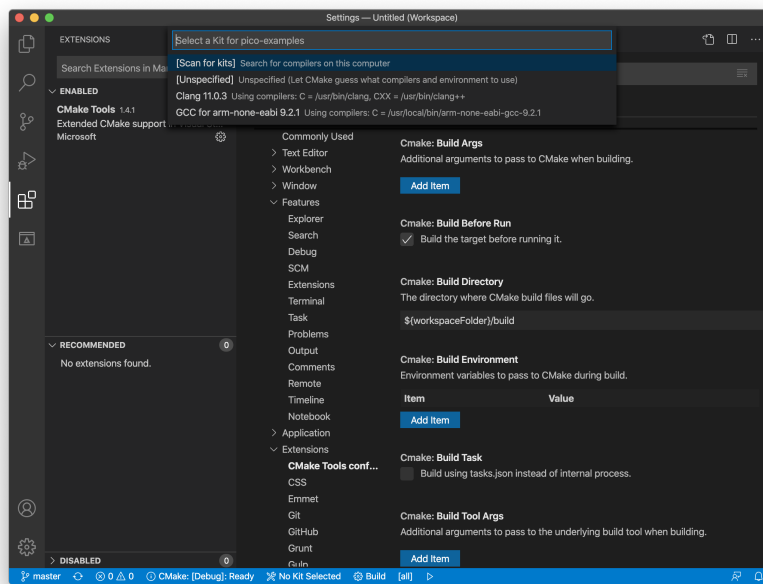 Settings — Untitled (Workspace)
EXTENSIONS
Select a Kit for pico-examples
[Scan for kits] Search for compilers on this computer
[Unspecified] Unspecified (Let CMake guess what compilers and environment to use)
Clang 11.0.3 Using compilers: C = /usr/bin/clang, CXX = /usr/bin/clang++
GCC for arm-none-eabi 9.2.1 Using compilers: C = /usr/local/bin/arm-none-eabi-gcc-9.2.1
Search Extensions in
ENABLED
CMake Tools 1.4.1
Extended CMake support
Microsoft
RECOMMENDED 0
No extensions found.
DISABLED 0
Commonly Used
Text Editor
Workbench
Window
Features
Explorer
Search
Debug
SCM
Extensions
Terminal
Task
Problems
Output
Comments
Remote
Timeline
Notebook
Application
Extensions
CMake Tools conf...
CSS
Emmet
Git
GitHub
Grunt
Gulp
Cmake: Build Args
Additional arguments to pass to CMake when building.
Add Item
Cmake: Build Before Run
Build the target before running it.
Cmake: Build Directory
The directory where CMake build files will go.
${workspaceFolder}/build
Cmake: Build Environment
Environment variables to pass to CMake during build.
Item Value
Add Item
Cmake: Build Task
Build using tasks.json instead of internal process.
Cmake: Build Tool Args
Additional arguments to pass to the underlying build tool when building.
Add Item
master 0 0 CMake: [Debug]: Ready No Kit Selected Build [all]